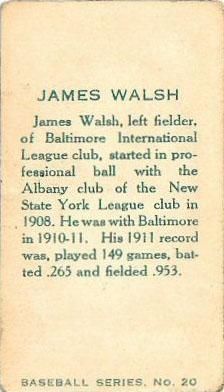 JAMES WALSH
James Walsh, left fielder,
of Baltimore International
League club, started in pro-
fessional ball with the
Albany club of the New
State York League club in
1908. He was with Baltimore
in 1910-11. His 1911 record
was, played 149 games, bat-
ted .265 and fielded .953.
BASEBALL SERIES, No. 20